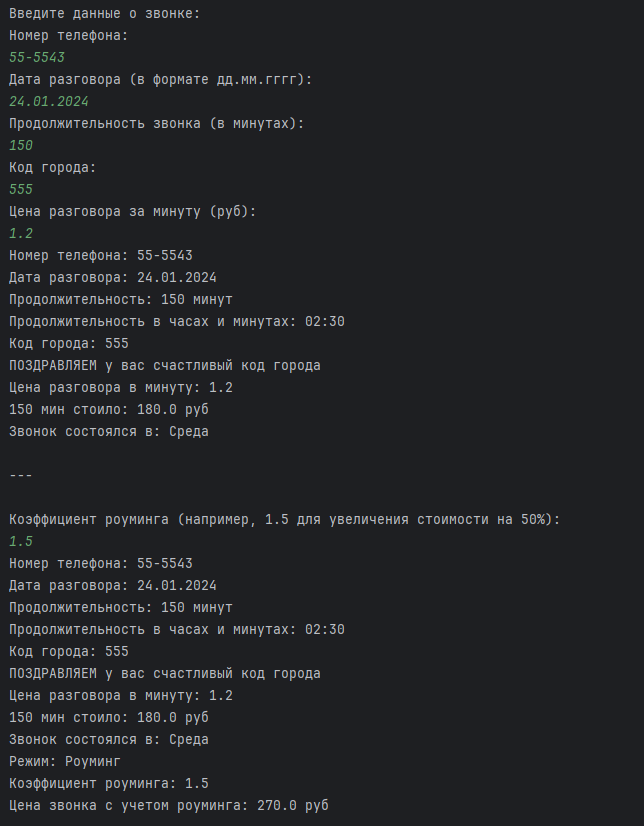 Введите данные о звонке:
Номер телефона:
55-5543
Дата разговора (в формате дд.мм.гггг):
24.01.2024
Продолжительность звонка (в минутах):
150
Код города:
555
Цена разговора за минуту (руб):
1.2
Номер телефона: 55-5543
Дата разговора: 24.01.2024
Продолжительность: 150 минут
Продолжительность в часах и минутах: 02:30
Код города: 555
ПОЗДРАВЛЯЕМ у вас счастливый код города
Цена разговора в минуту: 1.2
150 мин стоило: 180.0 руб
Звонок состоялся в: Среда
---
Коэффициент роуминга (например, 1.5 для увеличения стоимости на 50%):
1.5
Номер телефона: 55-5543
Дата разговора: 24.01.2024
Продолжительность: 150 минут
Продолжительность в часах и минутах: 02:30
Код города: 555
ПОЗДРАВЛЯЕМ у вас счастливый код города
Цена разговора в минуту: 1.2
150 мин стоило: 180.0 руб
Звонок состоялся в: Среда
Режим: Роуминг
Коэффициент роуминга: 1.5
Цена звонка с учетом роуминга: 270.0 руб